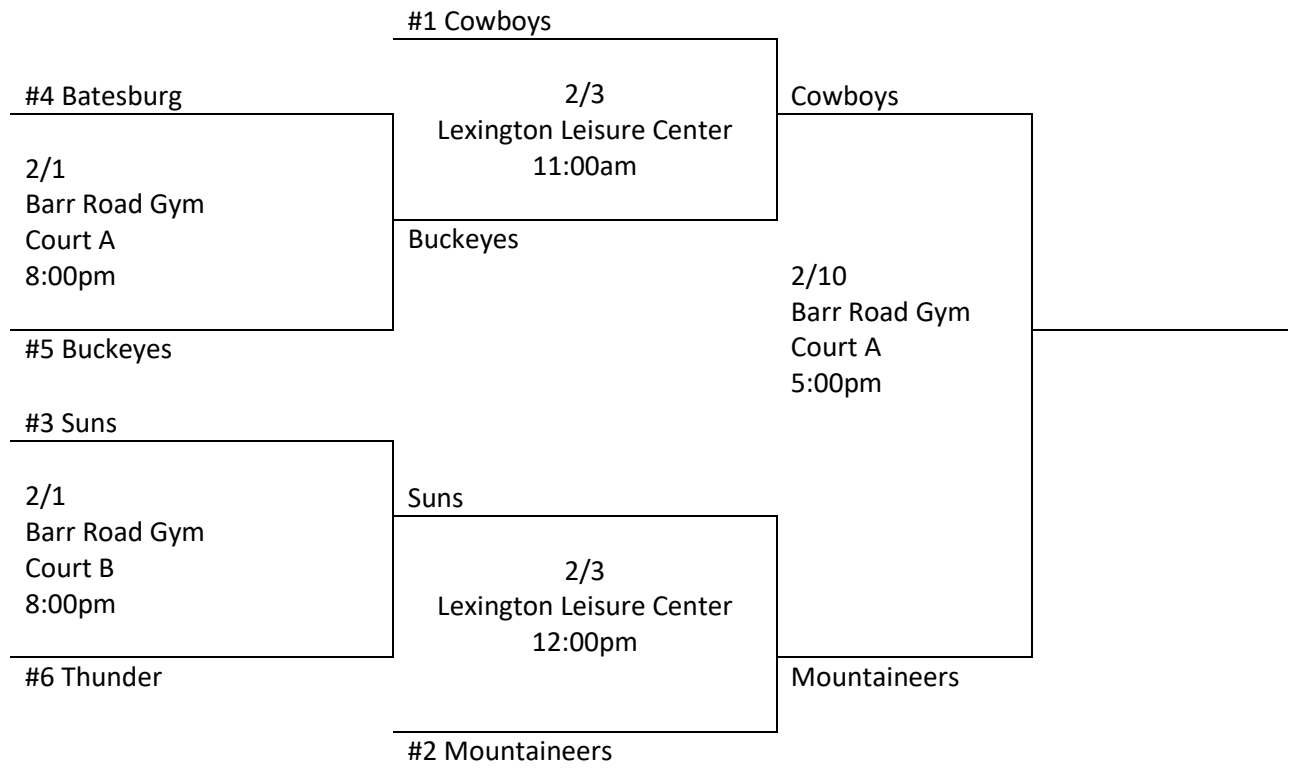 #1 Cowboys
#4 Batesburg
2/3
Lexington Leisure Center
11:00am
Cowboys
2/1
Barr Road Gym
Court A
8:00pm
Buckeyes
2/10
Barr Road Gym
Court A
5:00pm
#5 Buckeyes
#3 Suns
2/1
Barr Road Gym
Court B
8:00pm
Suns
2/3
Lexington Leisure Center
12:00pm
#6 Thunder
Mountaineers
#2 Mountaineers